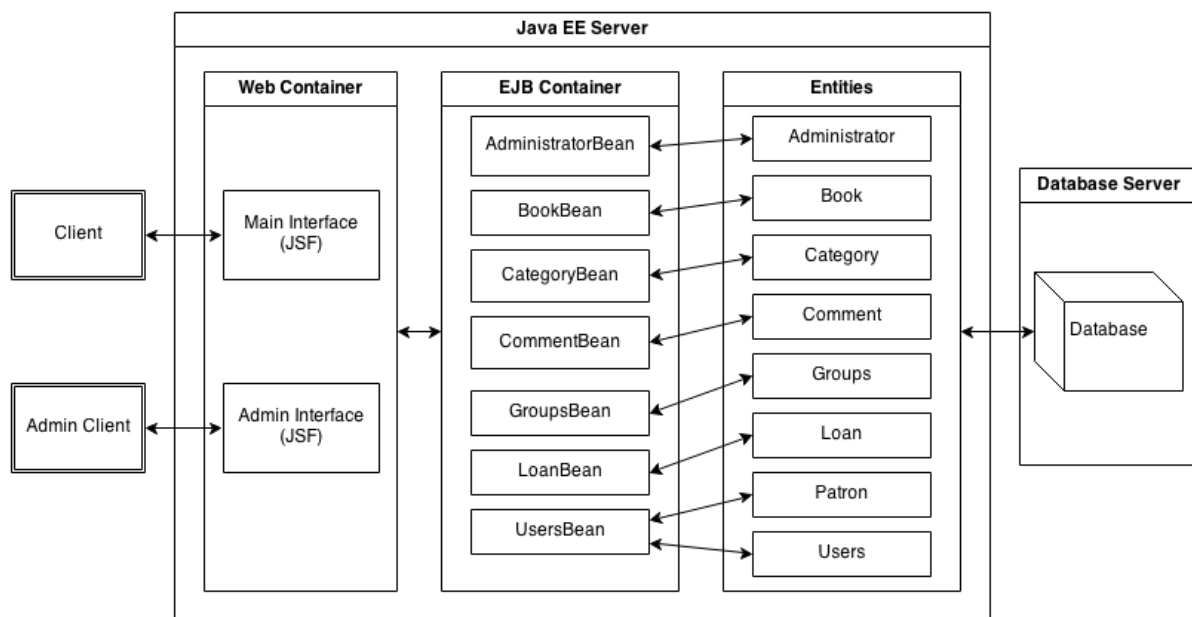 Java EE Server
Web Container
EJB Container
Entities
Database Server
Client
Admin Client
Main Interface
(JSF)
Admin Interface
(JSF)
AdministratorBean
BookBean
CategoryBean
CommentBean
GroupsBean
LoanBean
UsersBean
Administrator
Book
Category
Comment
Groups
Loan
Patron
Users
Database